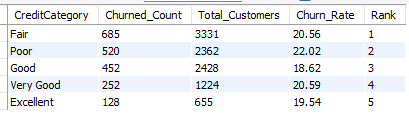 CreditCategory Churned_Count Total_Customers Churn_Rate Rank
Fair 685 3331 20.56 1
Poor 520 2362 22.02 2
Good 452 2428 18.62 3
Very Good 252 1224 20.59 4
Excellent 128 655 19.54 5